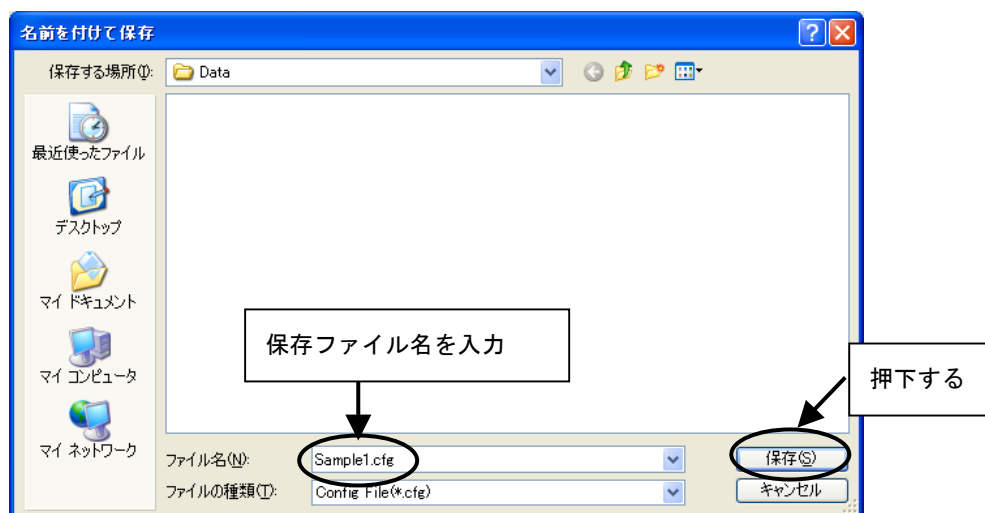 名前を付けて保存
保存する場所(I):
Data
最近使ったファイル
デスクトップ
マイ ドキュメント
マイ コンピュータ
マイ ネットワーク
保存ファイル名を入力
押下する
ファイル名(N):
Sample1.cfg
保存(S)
ファイルの種類(T):
Config File(*.cfg)
キャンセル